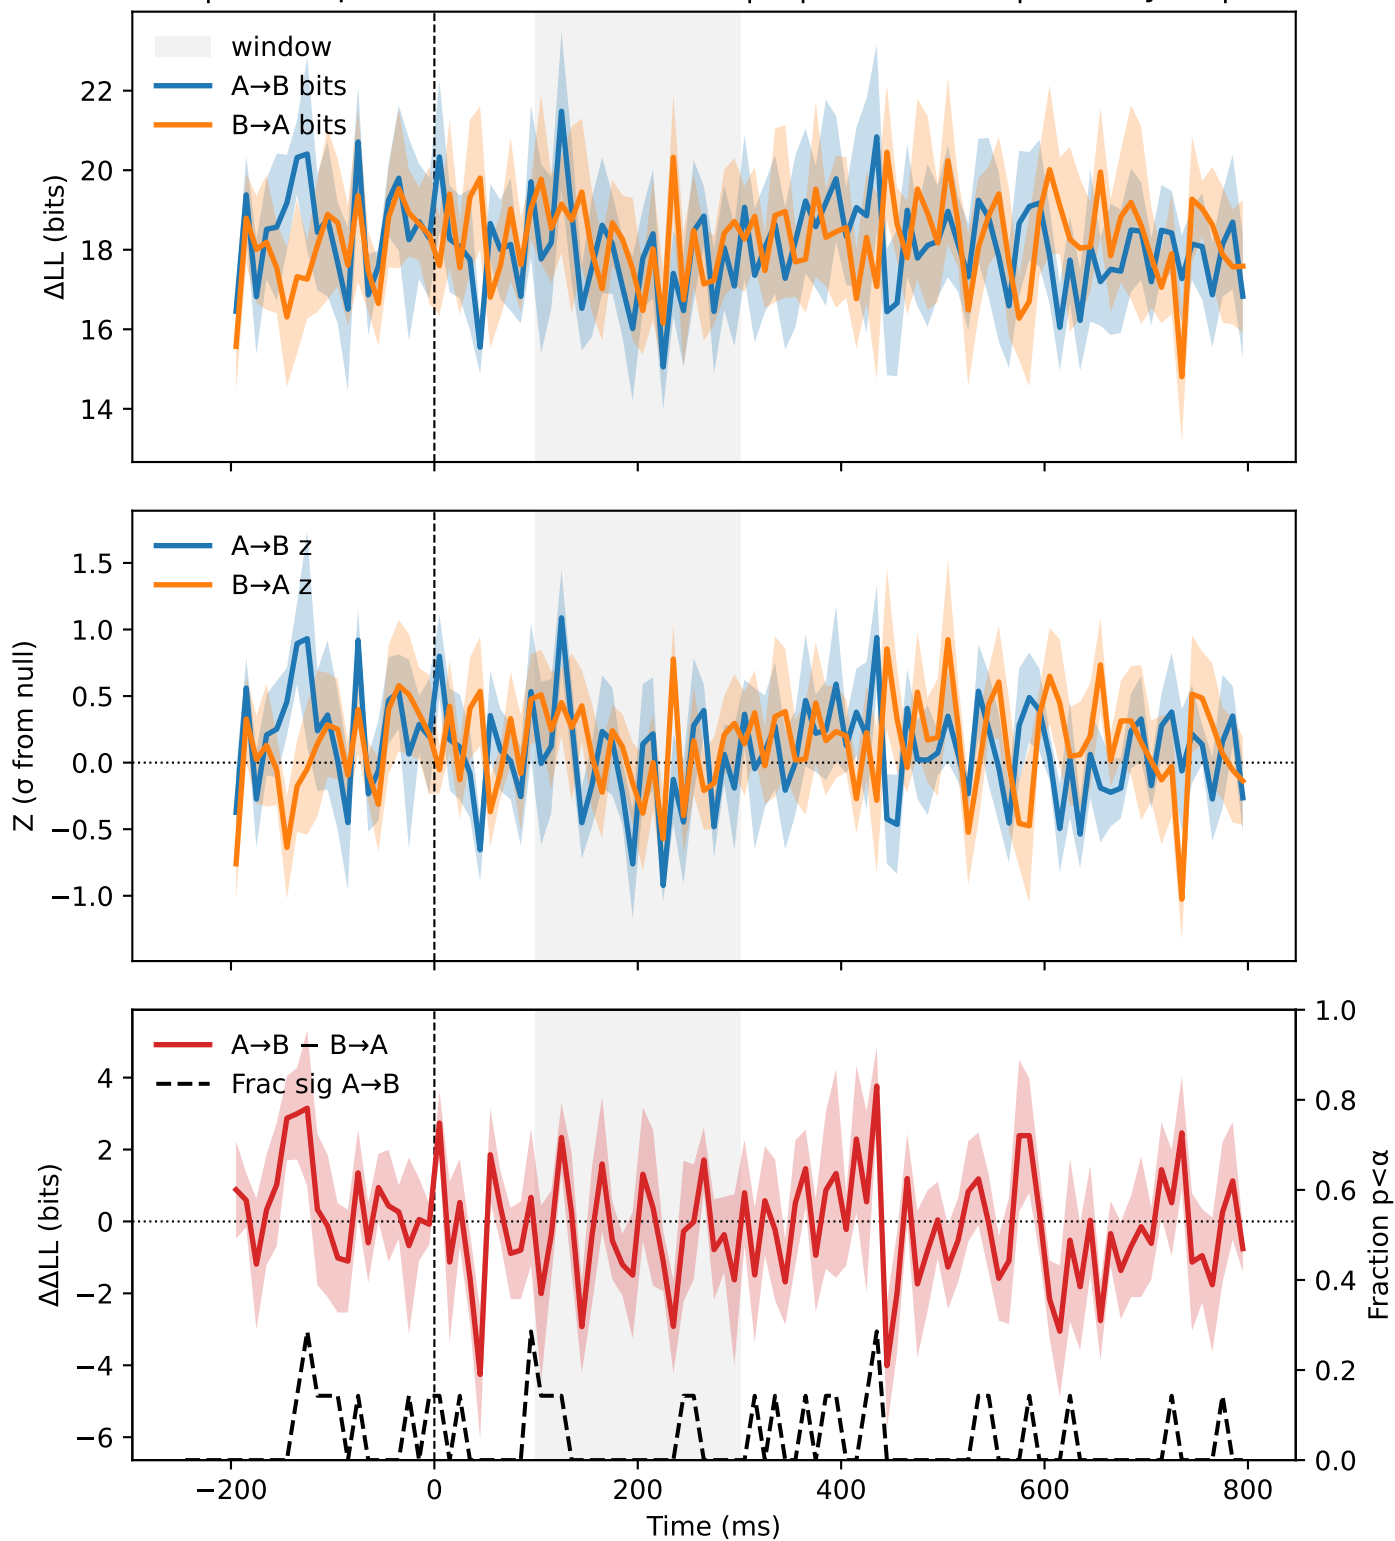 window
A→B bits
B→A bits
ΔLL (bits)
22
20
18
16
14
A→B z
B→A z
Z (σ from null)
1.5
1.0
0.5
0.0
−0.5
−1.0
A→B − B→A
Frac sig A→B
ΔΔLL (bits)
4
2
0
−2
−4
−6
1.0
0.8
0.6
0.4
0.2
0.0
Fraction p<α
−200 0 200 400 600 800
Time (ms)